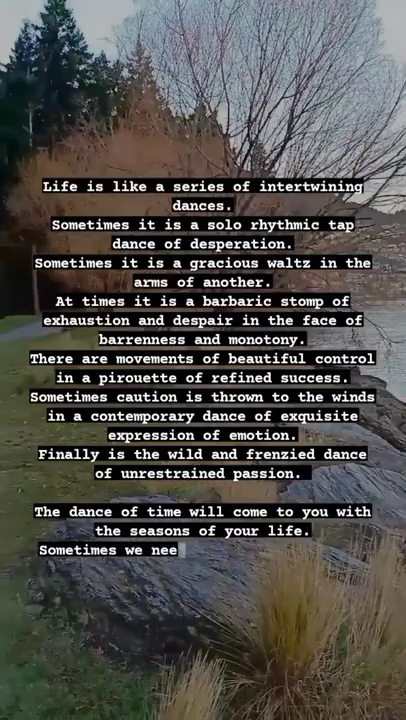 Life is like a series of intertwining
dances.
Sometimes it is a solo rhythmic tap
dance of desperation.
Sometimes it is a gracious waltz in the
arms of another.
At times it is a barbaric stomp of
exhaustion and despair in the face of
barrenness and monotony.
There are movements of beautiful control
in a pirouette of refined success.
Sometimes caution is thrown to the winds
in a contemporary dance of exquisite
expression of emotion.
Finally is the wild and frenzied dance
of unrestrained passion.
The dance of time will come to you with
the seasons of your life.
Sometimes we nee